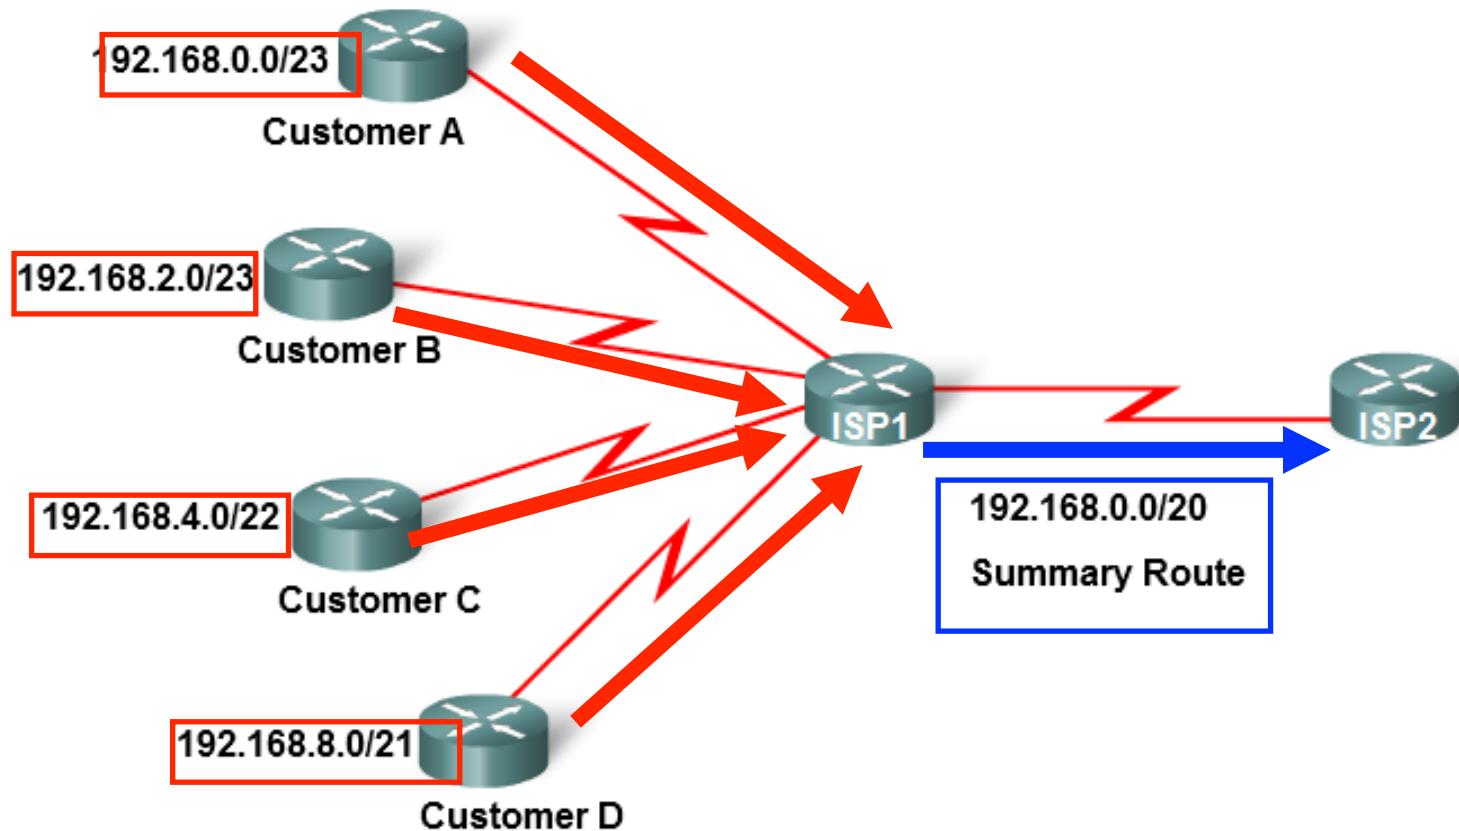 192.168.0.0/23
Customer A
192.168.2.0/23
Customer B
ISP1
ISP2
192.168.4.0/22
192.168.0.0/20
Summary Route
Customer C
192.168.8.0/21
Customer D